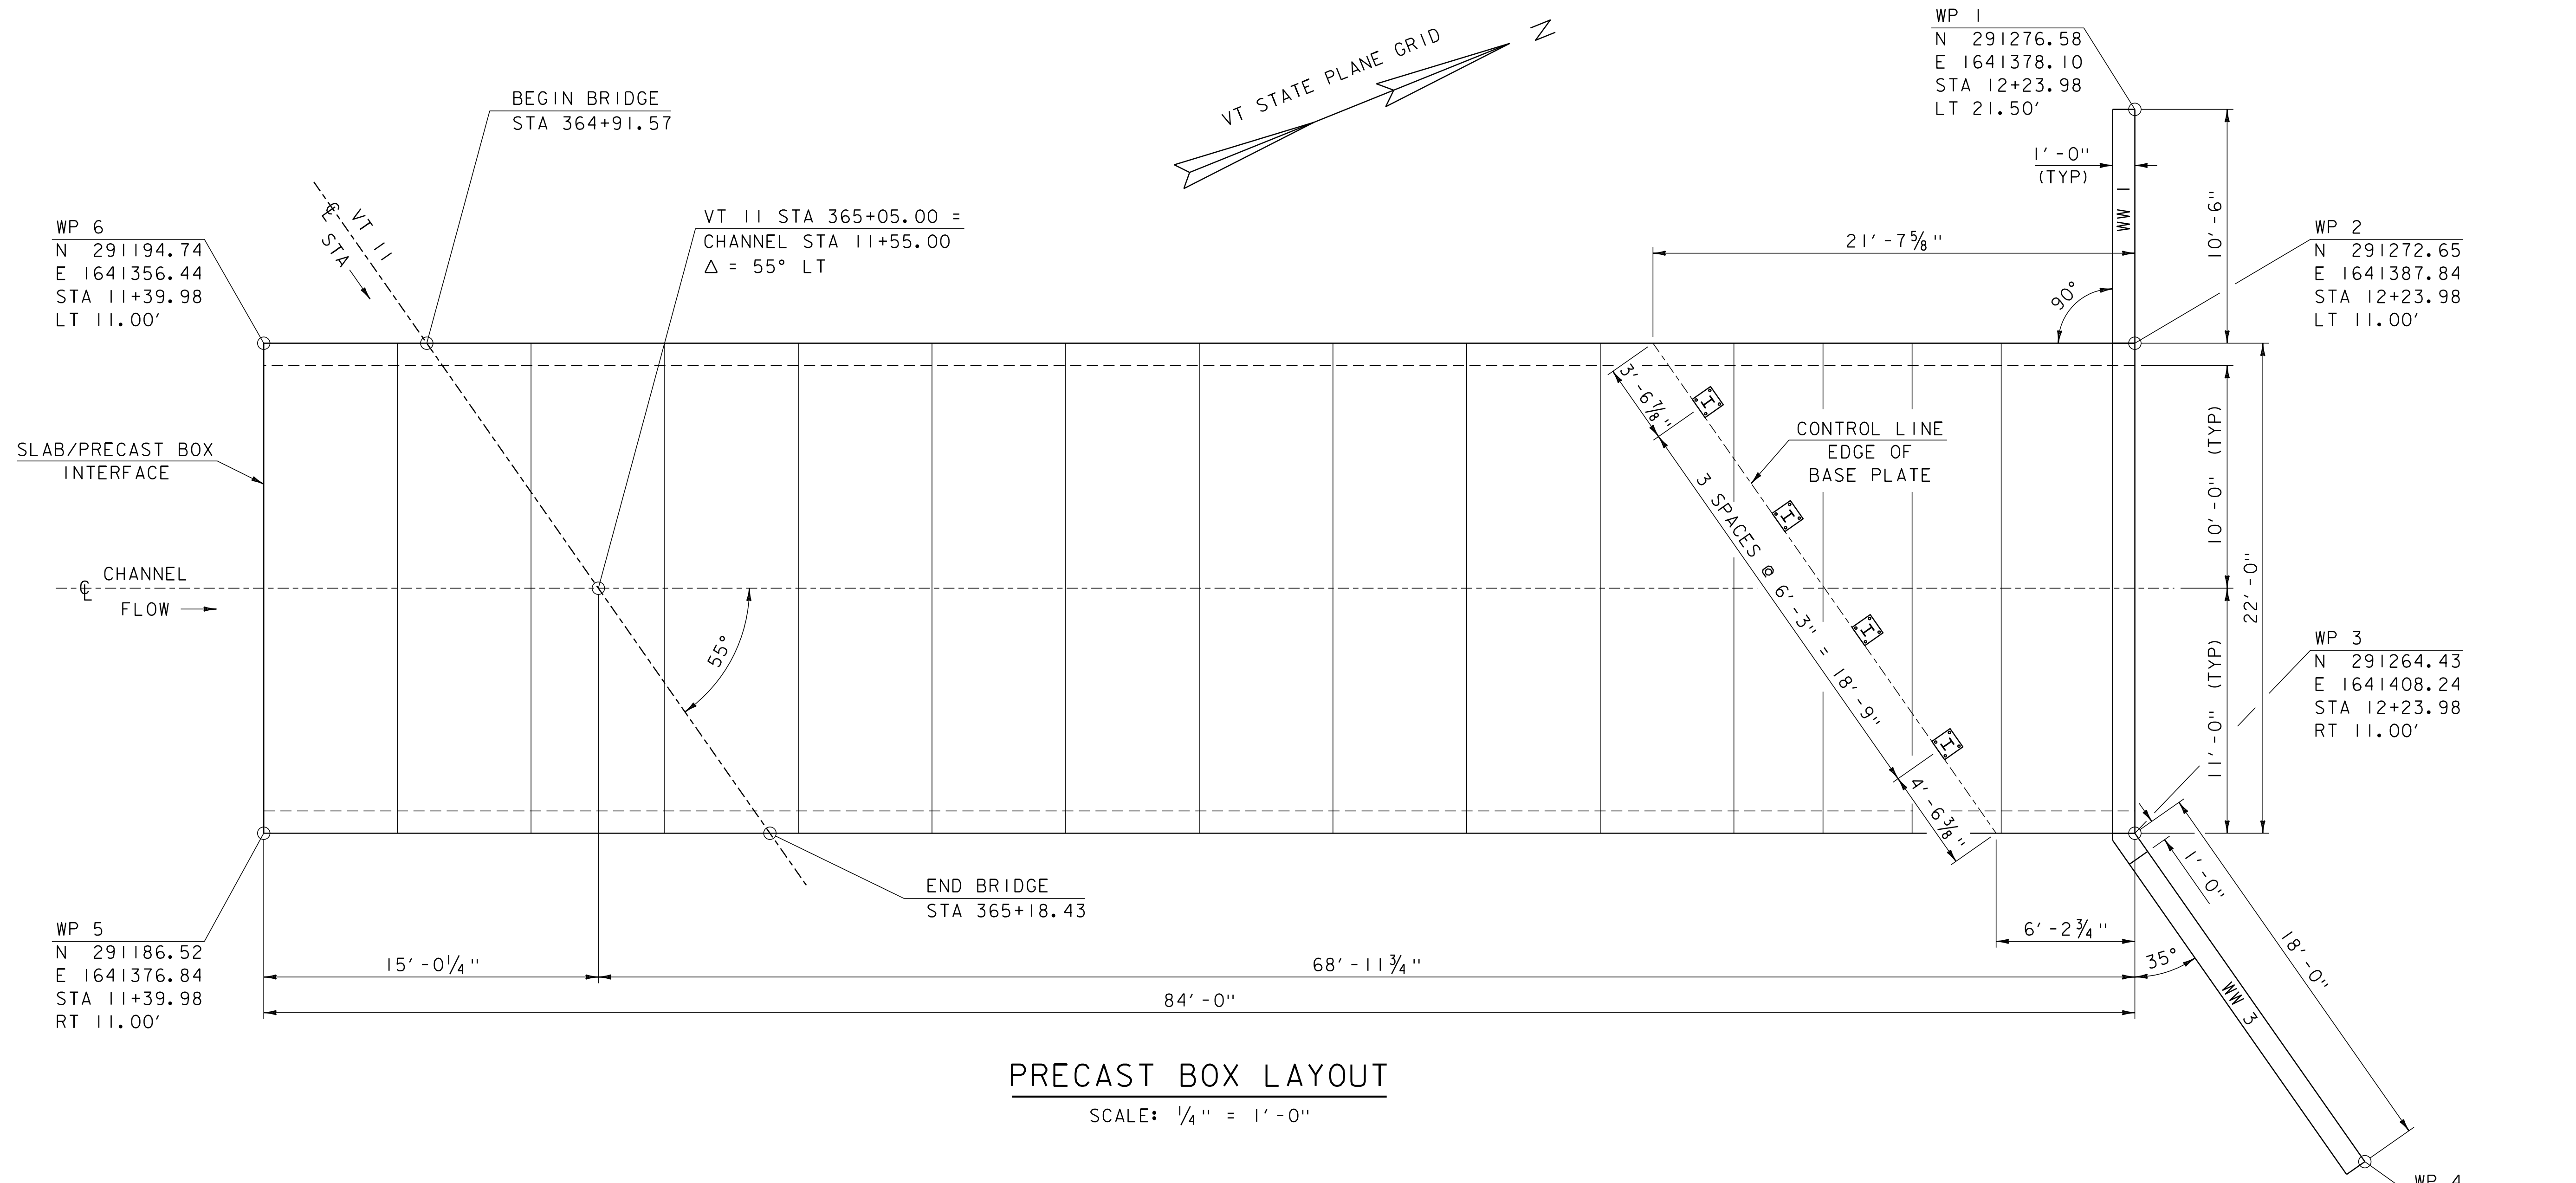 WP 1
N 291276.58
E 1641378.10
STA 12+23.98
LT 21.50'
VT STATE PLANE GRID
N
BEGIN BRIDGE
STA 364+91.57
1'-0"
(TYP)
WW 1
10'-6"
VT 11
℄ STA
VT 11 STA 365+05.00 =
CHANNEL STA 11+55.00
Δ = 55° LT
WP 6
N 291194.74
E 1641356.44
STA 11+39.98
LT 11.00'
21'-7⅝"
90°
WP 2
N 291272.65
E 1641387.84
STA 12+23.98
LT 11.00'
3'-6⅞"
CONTROL LINE
EDGE OF
BASE PLATE
SLAB/PRECAST BOX
INTERFACE
3 SPACES @ 6'-3" = 18'-9"
10'-0" (TYP)
22'-0"
℄ CHANNEL
FLOW
55°
11'-0" (TYP)
WP 3
N 291264.43
E 1641408.24
STA 12+23.98
RT 11.00'
4'-6⅜"
1'-0"
18'-0"
END BRIDGE
STA 365+18.43
WP 5
N 291186.52
E 1641376.84
STA 11+39.98
RT 11.00'
6'-2¾"
35°
15'-0¼"
68'-11¾"
84'-0"
WW 3
PRECAST BOX LAYOUT
SCALE: ¼" = 1'-0"
WP 4